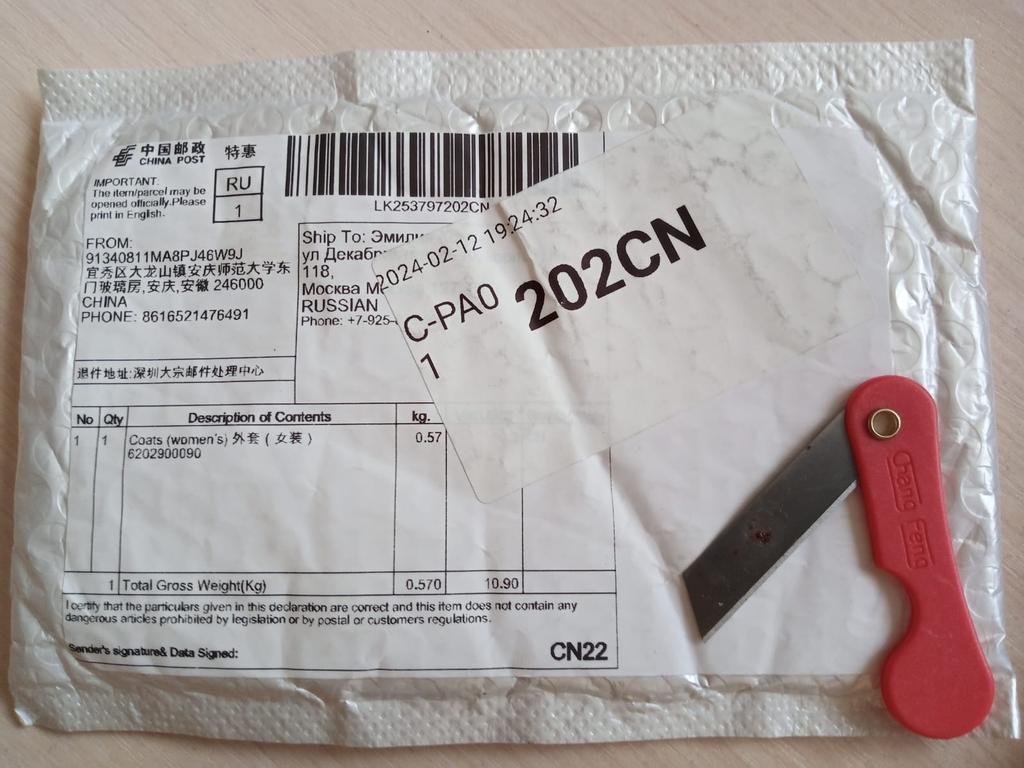 中国邮政
CHINA POST
特惠
IMPORTANT:
The item/parcel may be
opened officially.Please
print in English.
RU
1
LK253797202CN
FROM:
91340811MA8PJ46W9J
宜秀区大龙山镇安庆师范大学东
门玻璃房,安庆,安徽 246000
CHINA
PHONE: 8616521476491
退件地址:深圳大宗邮件处理中心
Ship To:
ул
118,
Москва
RUSSIAN
Phone: +7-925-
2024-02-12 19:24:32
C-PA0 202CN
1
No Qty Description of Contents kg.
1 1 Coats (women's) 外套 ( 女装 ) 0.57
6202900090
1 Total Gross Weight(Kg) 0.570 10.90
I certify that the particulars given in this declaration are correct and this item does not contain any
dangerous articles prohibited by legislation or by postal or customers regulations.
Sender's signature& Data Signed:
CN22
Chang Feng